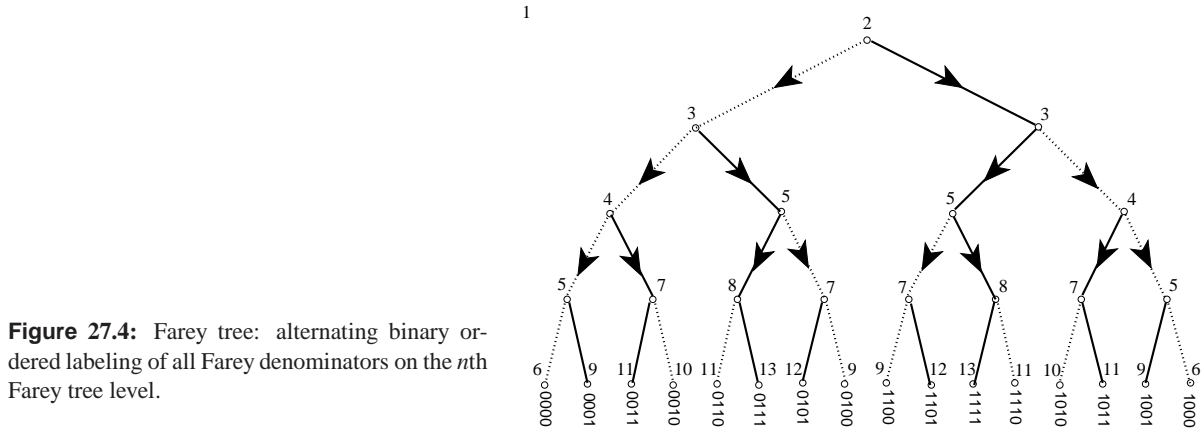 1
2
3 3
4 5 5 4
5 7 8 7 7 8 7 5
6 9 11 10 11 13 12 9 9 12 13 11 10 11 9 6
0000 0001 0011 0010 0110 0111 0101 0100 1100 1101 1111 1110 1010 1011 1001 1000
Figure 27.4: Farey tree: alternating binary or-
dered labeling of all Farey denominators on the nth
Farey tree level.